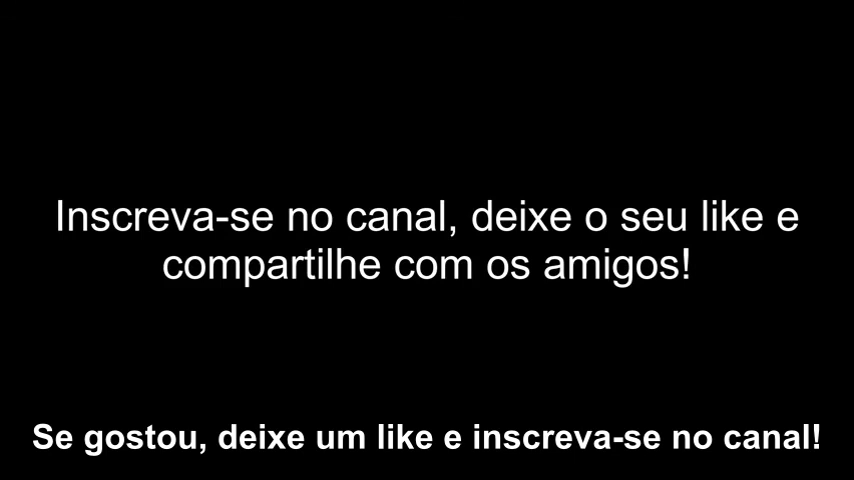 Inscreva-se no canal, deixe o seu like e
compartilhe com os amigos!
Se gostou, deixe um like e inscreva-se no canal!